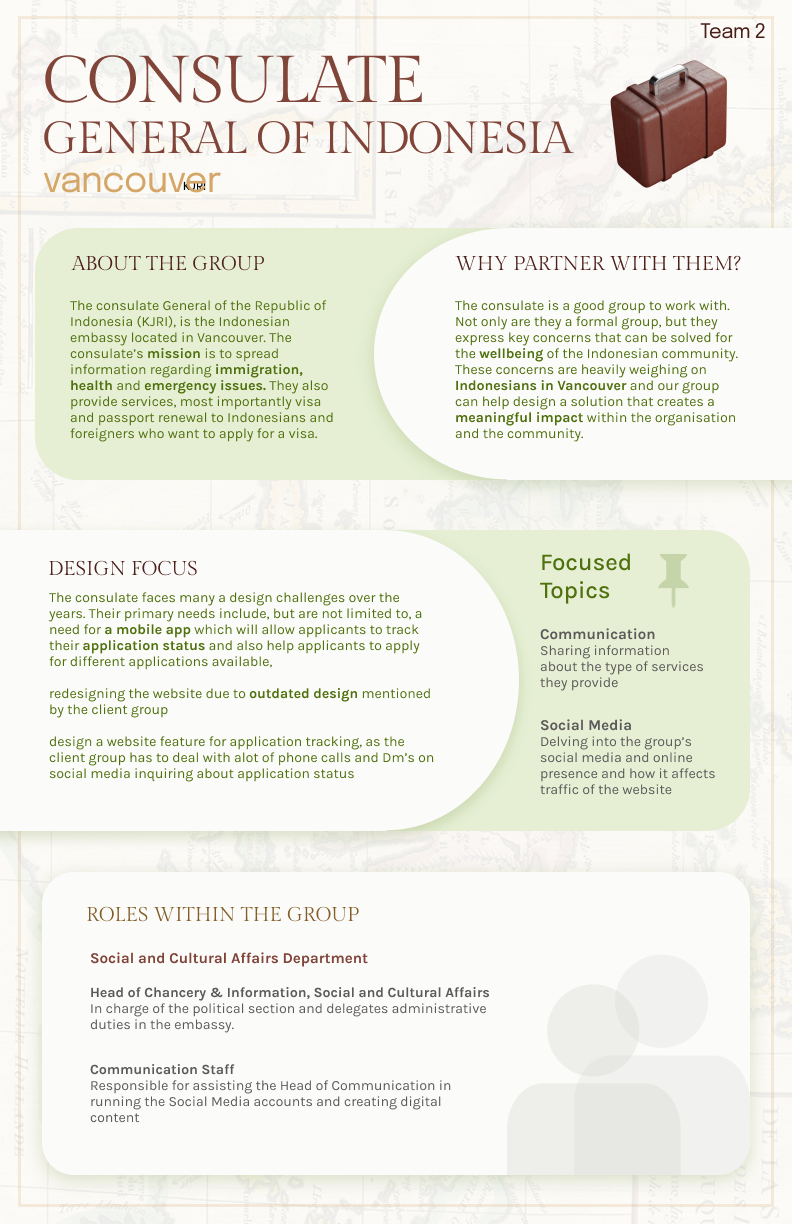 Team 2
CONSULATE
GENERAL OF INDONESIA
vancouver
KJRI
ABOUT THE GROUP
The consulate General of the Republic of
Indonesia (KJRI), is the Indonesian
embassy located in Vancouver. The
consulate's mission is to spread
information regarding immigration,
health and emergency issues. They also
provide services, most importantly visa
and passport renewal to Indonesians and
foreigners who want to apply for a visa.
WHY PARTNER WITH THEM?
The consulate is a good group to work with.
Not only are they a formal group, but they
express key concerns that can be solved for
the wellbeing of the Indonesian community.
These concerns are heavily weighing on
Indonesians in Vancouver and our group
can help design a solution that creates a
meaningful impact within the organisation
and the community.
DESIGN FOCUS
The consulate faces many a design challenges over the
years. Their primary needs include, but are not limited to, a
need for a mobile app which will allow applicants to track
their application status and also help applicants to apply
for different applications available,
redesigning the website due to outdated design mentioned
by the client group
design a website feature for application tracking, as the
client group has to deal with alot of phone calls and Dm's on
social media inquiring about application status
Focused
Topics
Communication
Sharing information
about the type of services
they provide
Social Media
Delving into the group's
social media and online
presence and how it affects
traffic of the website
ROLES WITHIN THE GROUP
Social and Cultural Affairs Department
Head of Chancery & Information, Social and Cultural Affairs
In charge of the political section and delegates administrative
duties in the embassy.
Communication Staff
Responsible for assisting the Head of Communication in
running the Social Media accounts and creating digital
content